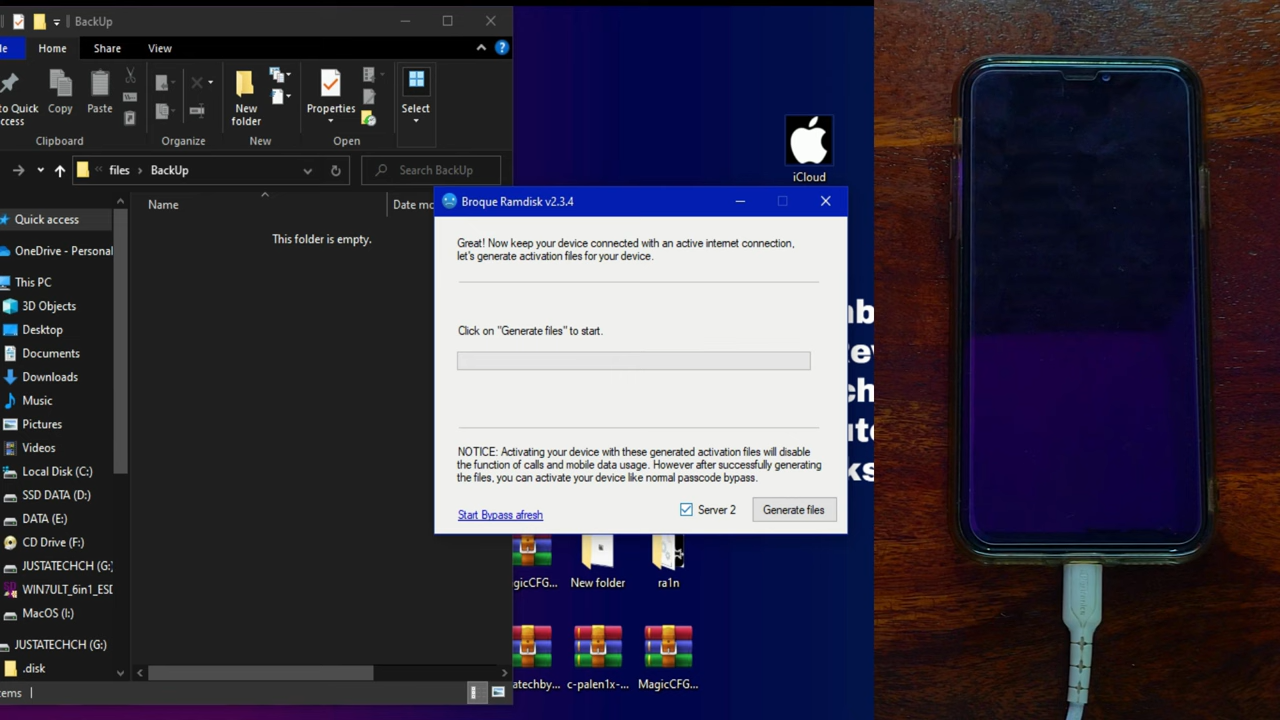 BackUp
Home
Share
View
Copy
Paste
New
folder
Properties
Select
Clipboard
Organize
New
Open
files
BackUp
Search BackUp
Name
Date mo
This folder is empty.
Quick access
OneDrive - Personal
This PC
3D Objects
Desktop
Documents
Downloads
Music
Pictures
Videos
Local Disk (C:)
SSD DATA (D:)
DATA (E:)
CD Drive (F:)
JUSTATECHCH (G:)
WIN7ULT_6in1_ESD
MacOS (I:)
JUSTATECHCH (G:)
.disk
iCloud
Broque Ramdisk v2.3.4
Great! Now keep your device connected with an active internet connection,
let's generate activation files for your device.
Click on "Generate files" to start.
NOTICE: Activating your device with these generated activation files will disable
the function of calls and mobile data usage. However after successfully generating
the files, you can activate your device like normal passcode bypass.
Start Bypass afresh
Server 2
Generate files
gicCFG...
New folder
ra1n
atechby...
c-palen1x-...
MagicCFG...